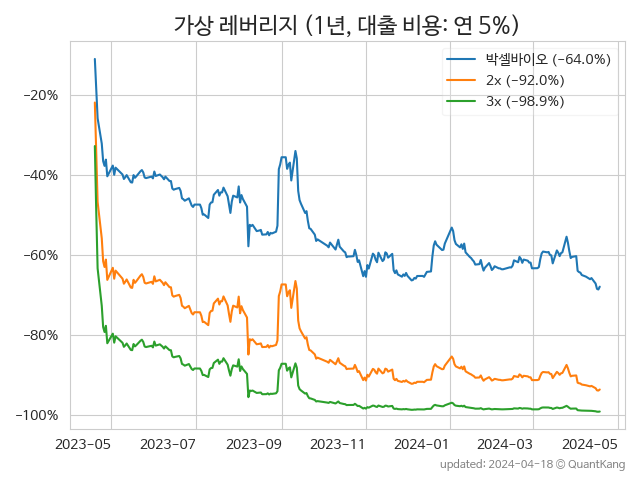 가상 레버리지 (1년, 대출 비용: 연 5%)
박셀바이오 (−64.0%)
2x (−92.0%)
3x (−98.9%)
−20%
−40%
−60%
−80%
−100%
2023-05 2023-07 2023-09 2023-11 2024-01 2024-03 2024-05
updated: 2024-04-18 © QuantKang